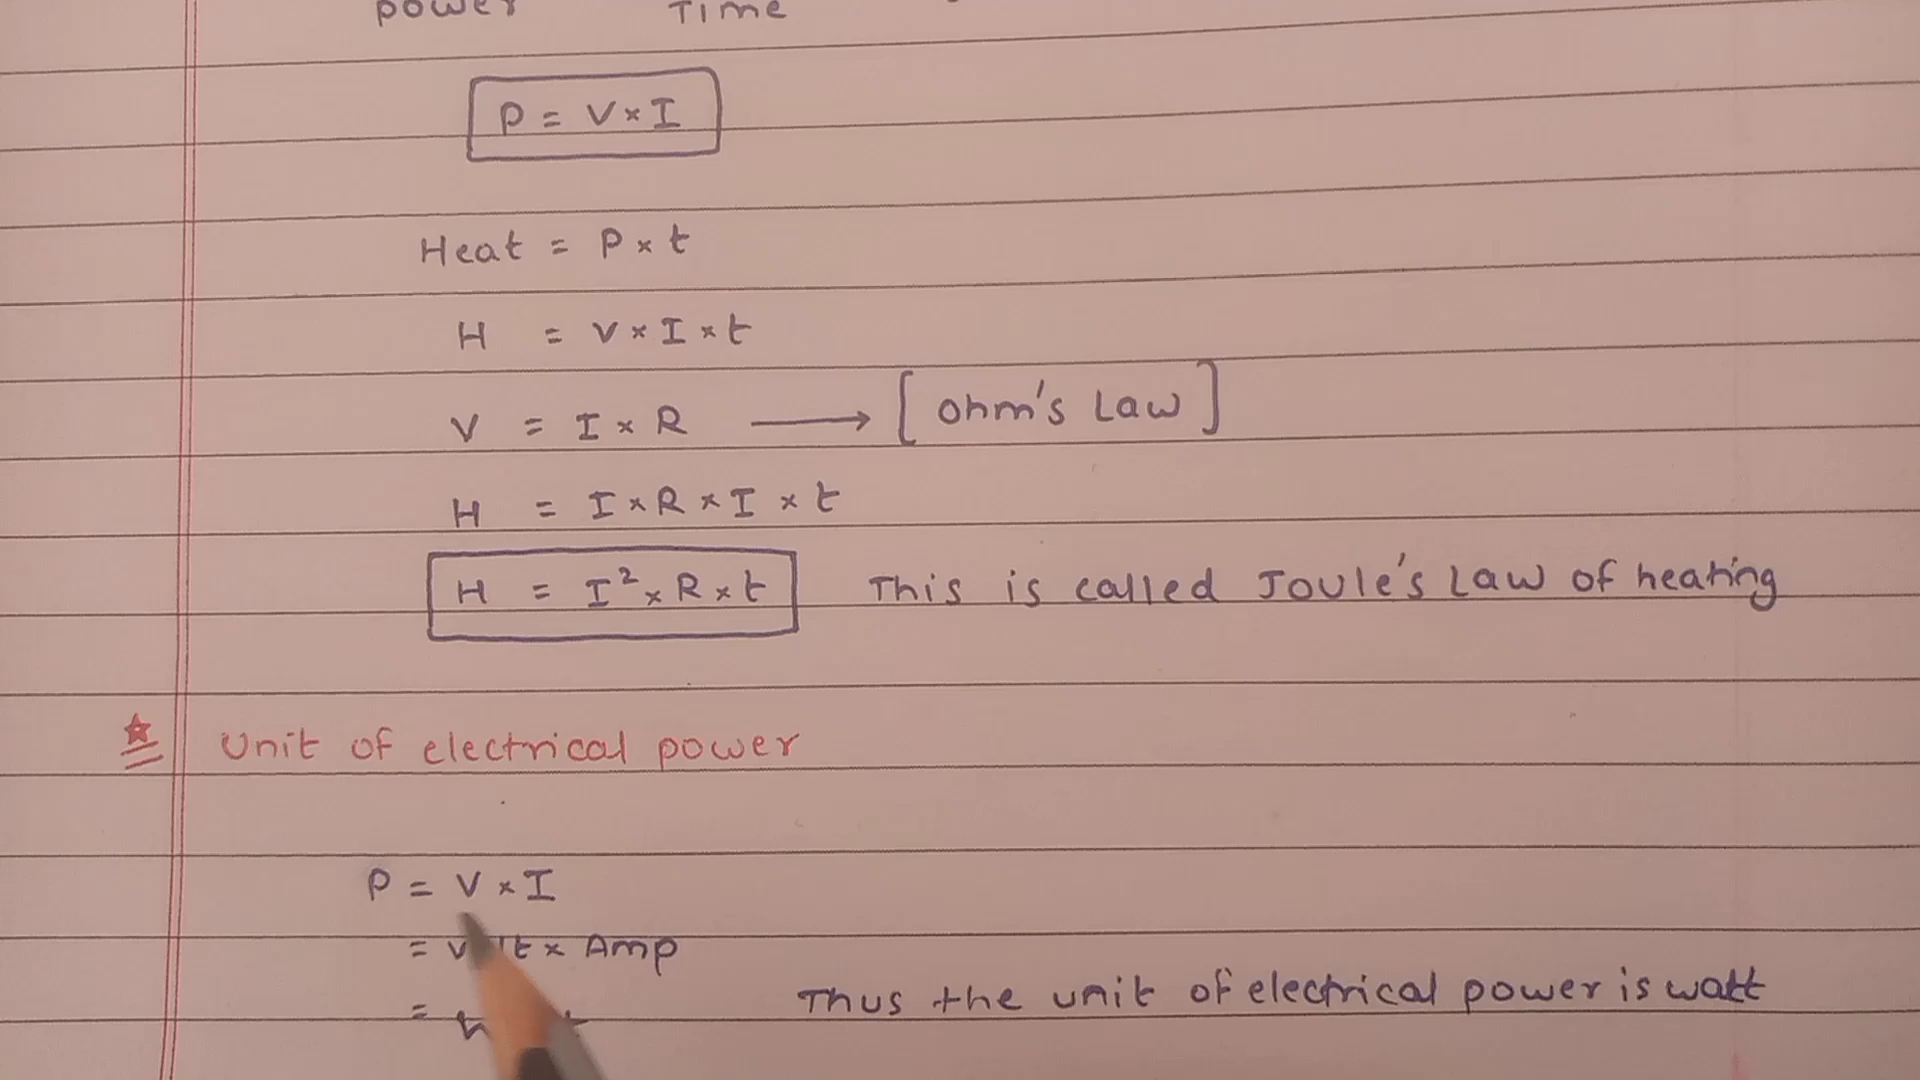 power Time
P = V × I
Heat = P × t
H = V × I × t
V = I × R ⟶ [ ohm's Law ]
H = I × R × I × t
H = I² × R × t This is called Joule's Law of heating
Unit of electrical power
P = V × I
= × Amp
=
Thus the unit of electrical power is watt